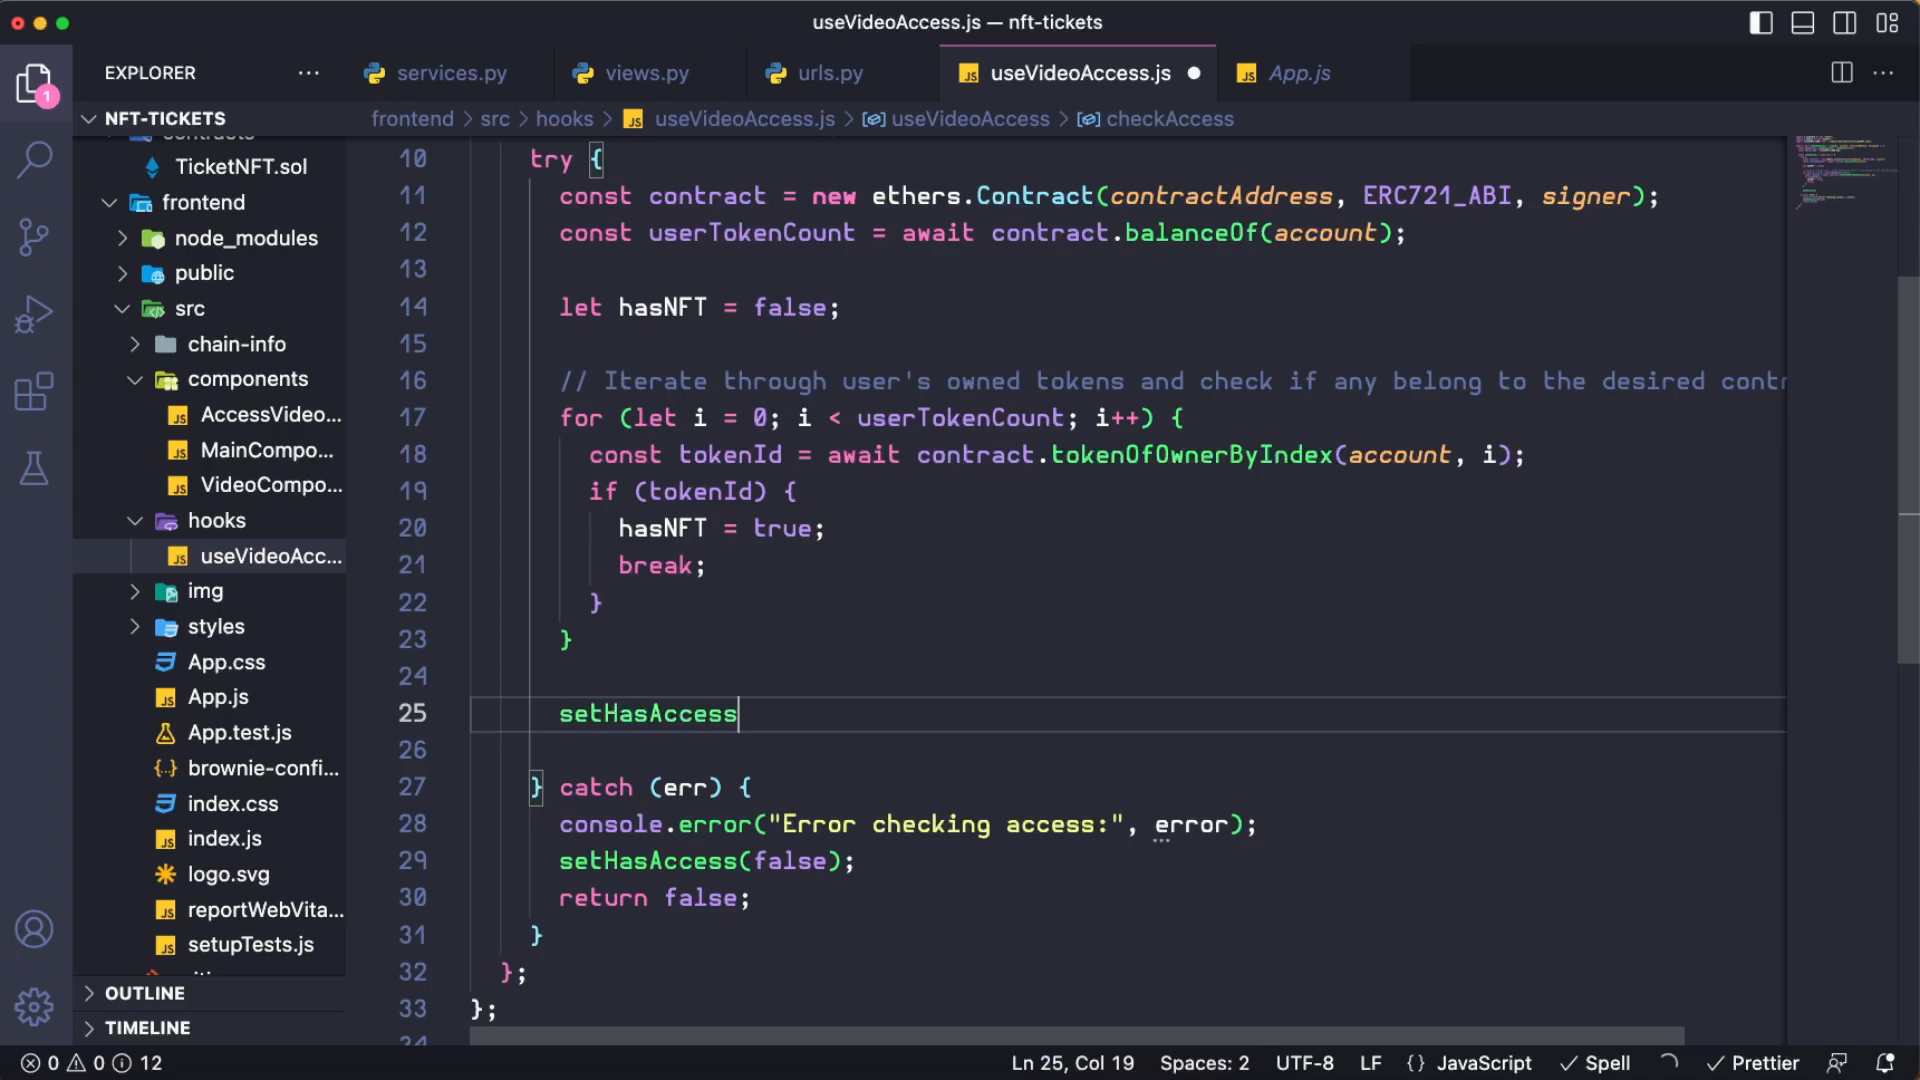 useVideoAccess.js — nft-tickets
EXPLORER
services.py
views.py
urls.py
useVideoAccess.js
App.js
1
NFT-TICKETS
frontend > src > hooks > useVideoAccess.js > useVideoAccess > checkAccess
contracts
TicketNFT.sol
frontend
node_modules
public
src
chain-info
components
AccessVideo...
MainCompo...
VideoCompo...
hooks
useVideoAcc...
img
styles
App.css
App.js
App.test.js
brownie-confi...
index.css
index.js
logo.svg
reportWebVita...
setupTests.js
OUTLINE
TIMELINE
10 try {
11 const contract = new ethers.Contract(contractAddress, ERC721_ABI, signer);
12 const userTokenCount = await contract.balanceOf(account);
13
14 let hasNFT = false;
15
16 // Iterate through user's owned tokens and check if any belong to the desired contr
17 for (let i = 0; i < userTokenCount; i++) {
18 const tokenId = await contract.tokenOfOwnerByIndex(account, i);
19 if (tokenId) {
20 hasNFT = true;
21 break;
22 }
23 }
24
25 setHasAccess
26
27 } catch (err) {
28 console.error("Error checking access:", error);
29 setHasAccess(false);
30 return false;
31 }
32 };
33 };
34
0 0 12
Ln 25, Col 19 Spaces: 2 UTF-8 LF {} JavaScript Spell Prettier